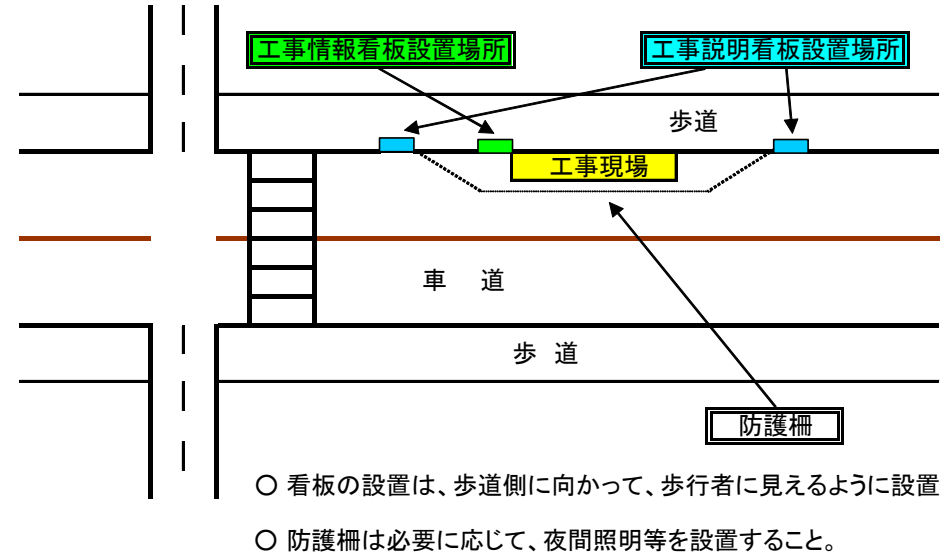 工事情報看板設置場所
工事説明看板設置場所
歩道
工事現場
車 道
歩 道
防護柵
○ 看板の設置は、歩道側に向かって、歩行者に見えるように設置
○ 防護柵は必要に応じて、夜間照明等を設置すること。